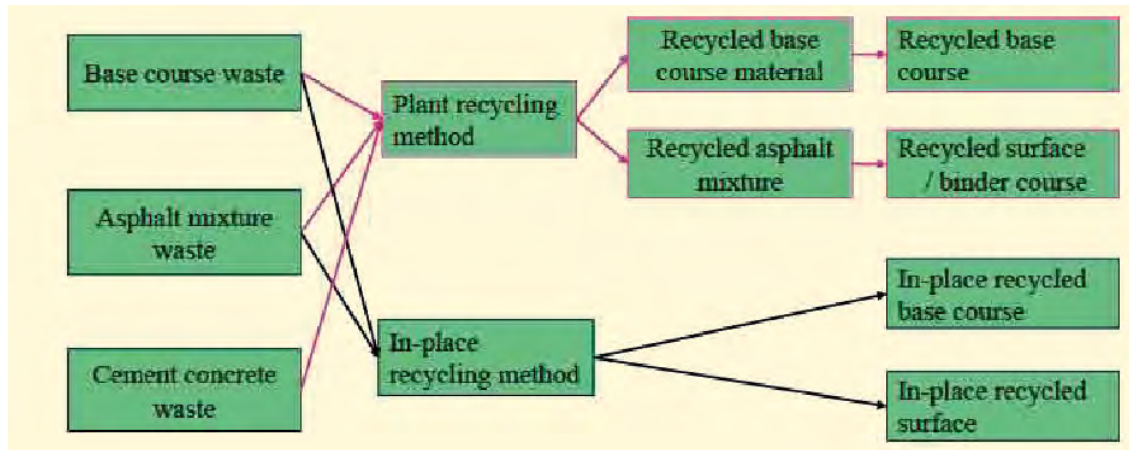 Base course waste
Asphalt mixture
waste
Cement concrete
waste
Plant recycling
method
In-place
recycling method
Recycled base
course material
Recycled asphalt
mixture
Recycled base
course
Recycled surface
/ binder course
In-place recycled
base course
In-place recycled
surface